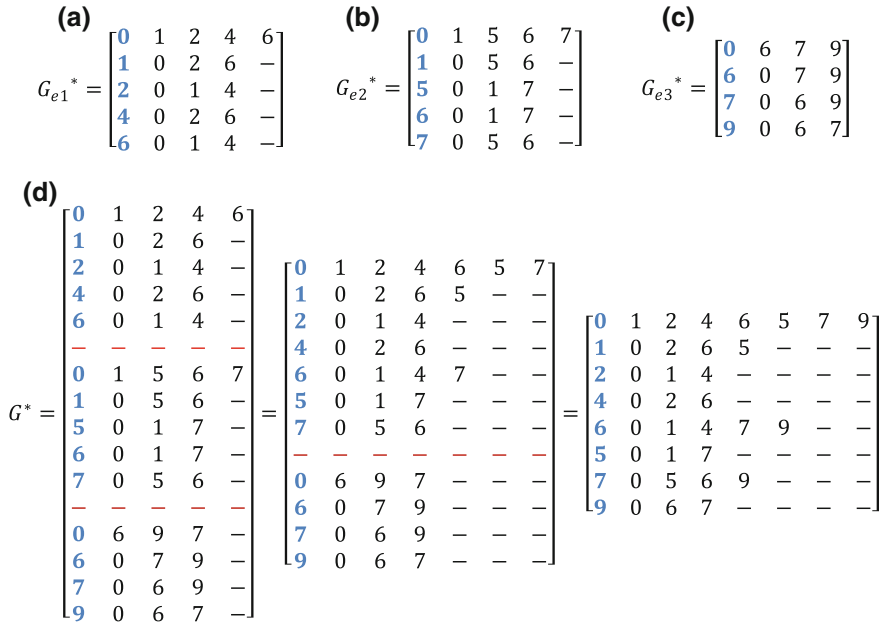 (a) (b) (c)
G_{e1}^* = [0 1 2 4 6
1 0 2 6 −
2 0 1 4 −
4 0 2 6 −
6 0 1 4 −]
G_{e2}^* = [0 1 5 6 7
1 0 5 6 −
5 0 1 7 −
6 0 1 7 −
7 0 5 6 −]
G_{e3}^* = [0 6 7 9
6 0 7 9
7 0 6 9
9 0 6 7]
(d)
G^* = [0 1 2 4 6
1 0 2 6 −
2 0 1 4 −
4 0 2 6 −
6 0 1 4 −
− − − − −
0 1 5 6 7
1 0 5 6 −
5 0 1 7 −
6 0 1 7 −
7 0 5 6 −
− − − − −
0 6 9 7 −
6 0 7 9 −
7 0 6 9 −
9 0 6 7 −]
= [0 1 2 4 6 5 7
1 0 2 6 5 − −
2 0 1 4 − − −
4 0 2 6 − − −
6 0 1 4 7 − −
5 0 1 7 − − −
7 0 5 6 − − −
− − − − − − −
0 6 9 7 − − −
6 0 7 9 − − −
7 0 6 9 − − −
9 0 6 7 − − −]
= [0 1 2 4 6 5 7 9
1 0 2 6 5 − − −
2 0 1 4 − − − −
4 0 2 6 − − − −
6 0 1 4 7 9 − −
5 0 1 7 − − − −
7 0 5 6 9 − − −
9 0 6 7 − − − −]